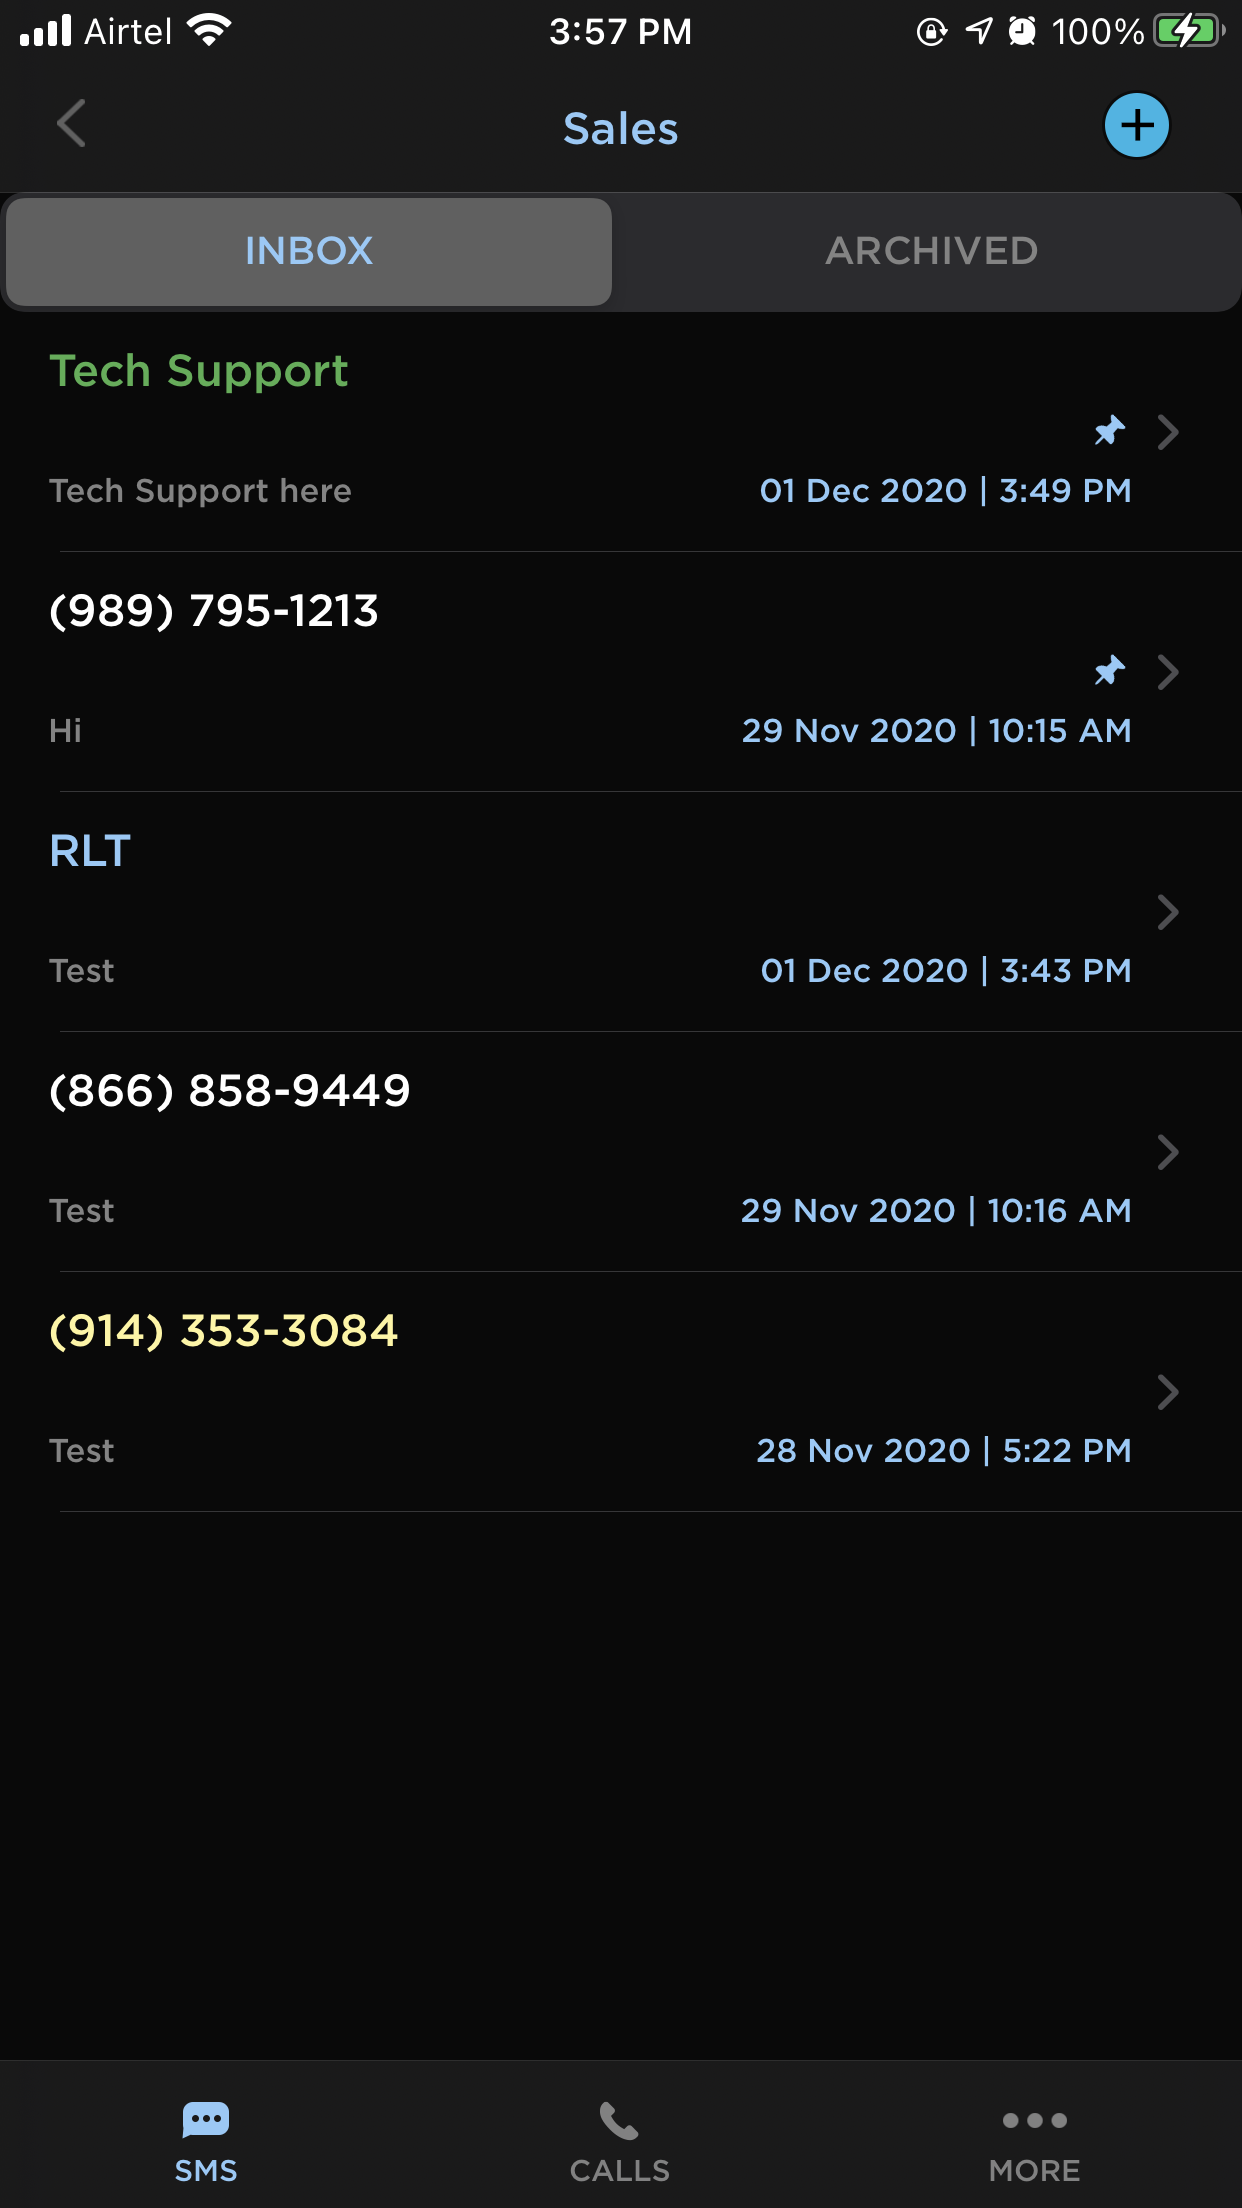 Airtel 3:57 PM 100%
Sales
INBOX ARCHIVED
Tech Support
Tech Support here 01 Dec 2020 | 3:49 PM
(989) 795-1213
Hi 29 Nov 2020 | 10:15 AM
RLT
Test 01 Dec 2020 | 3:43 PM
(866) 858-9449
Test 29 Nov 2020 | 10:16 AM
(914) 353-3084
Test 28 Nov 2020 | 5:22 PM
SMS CALLS MORE